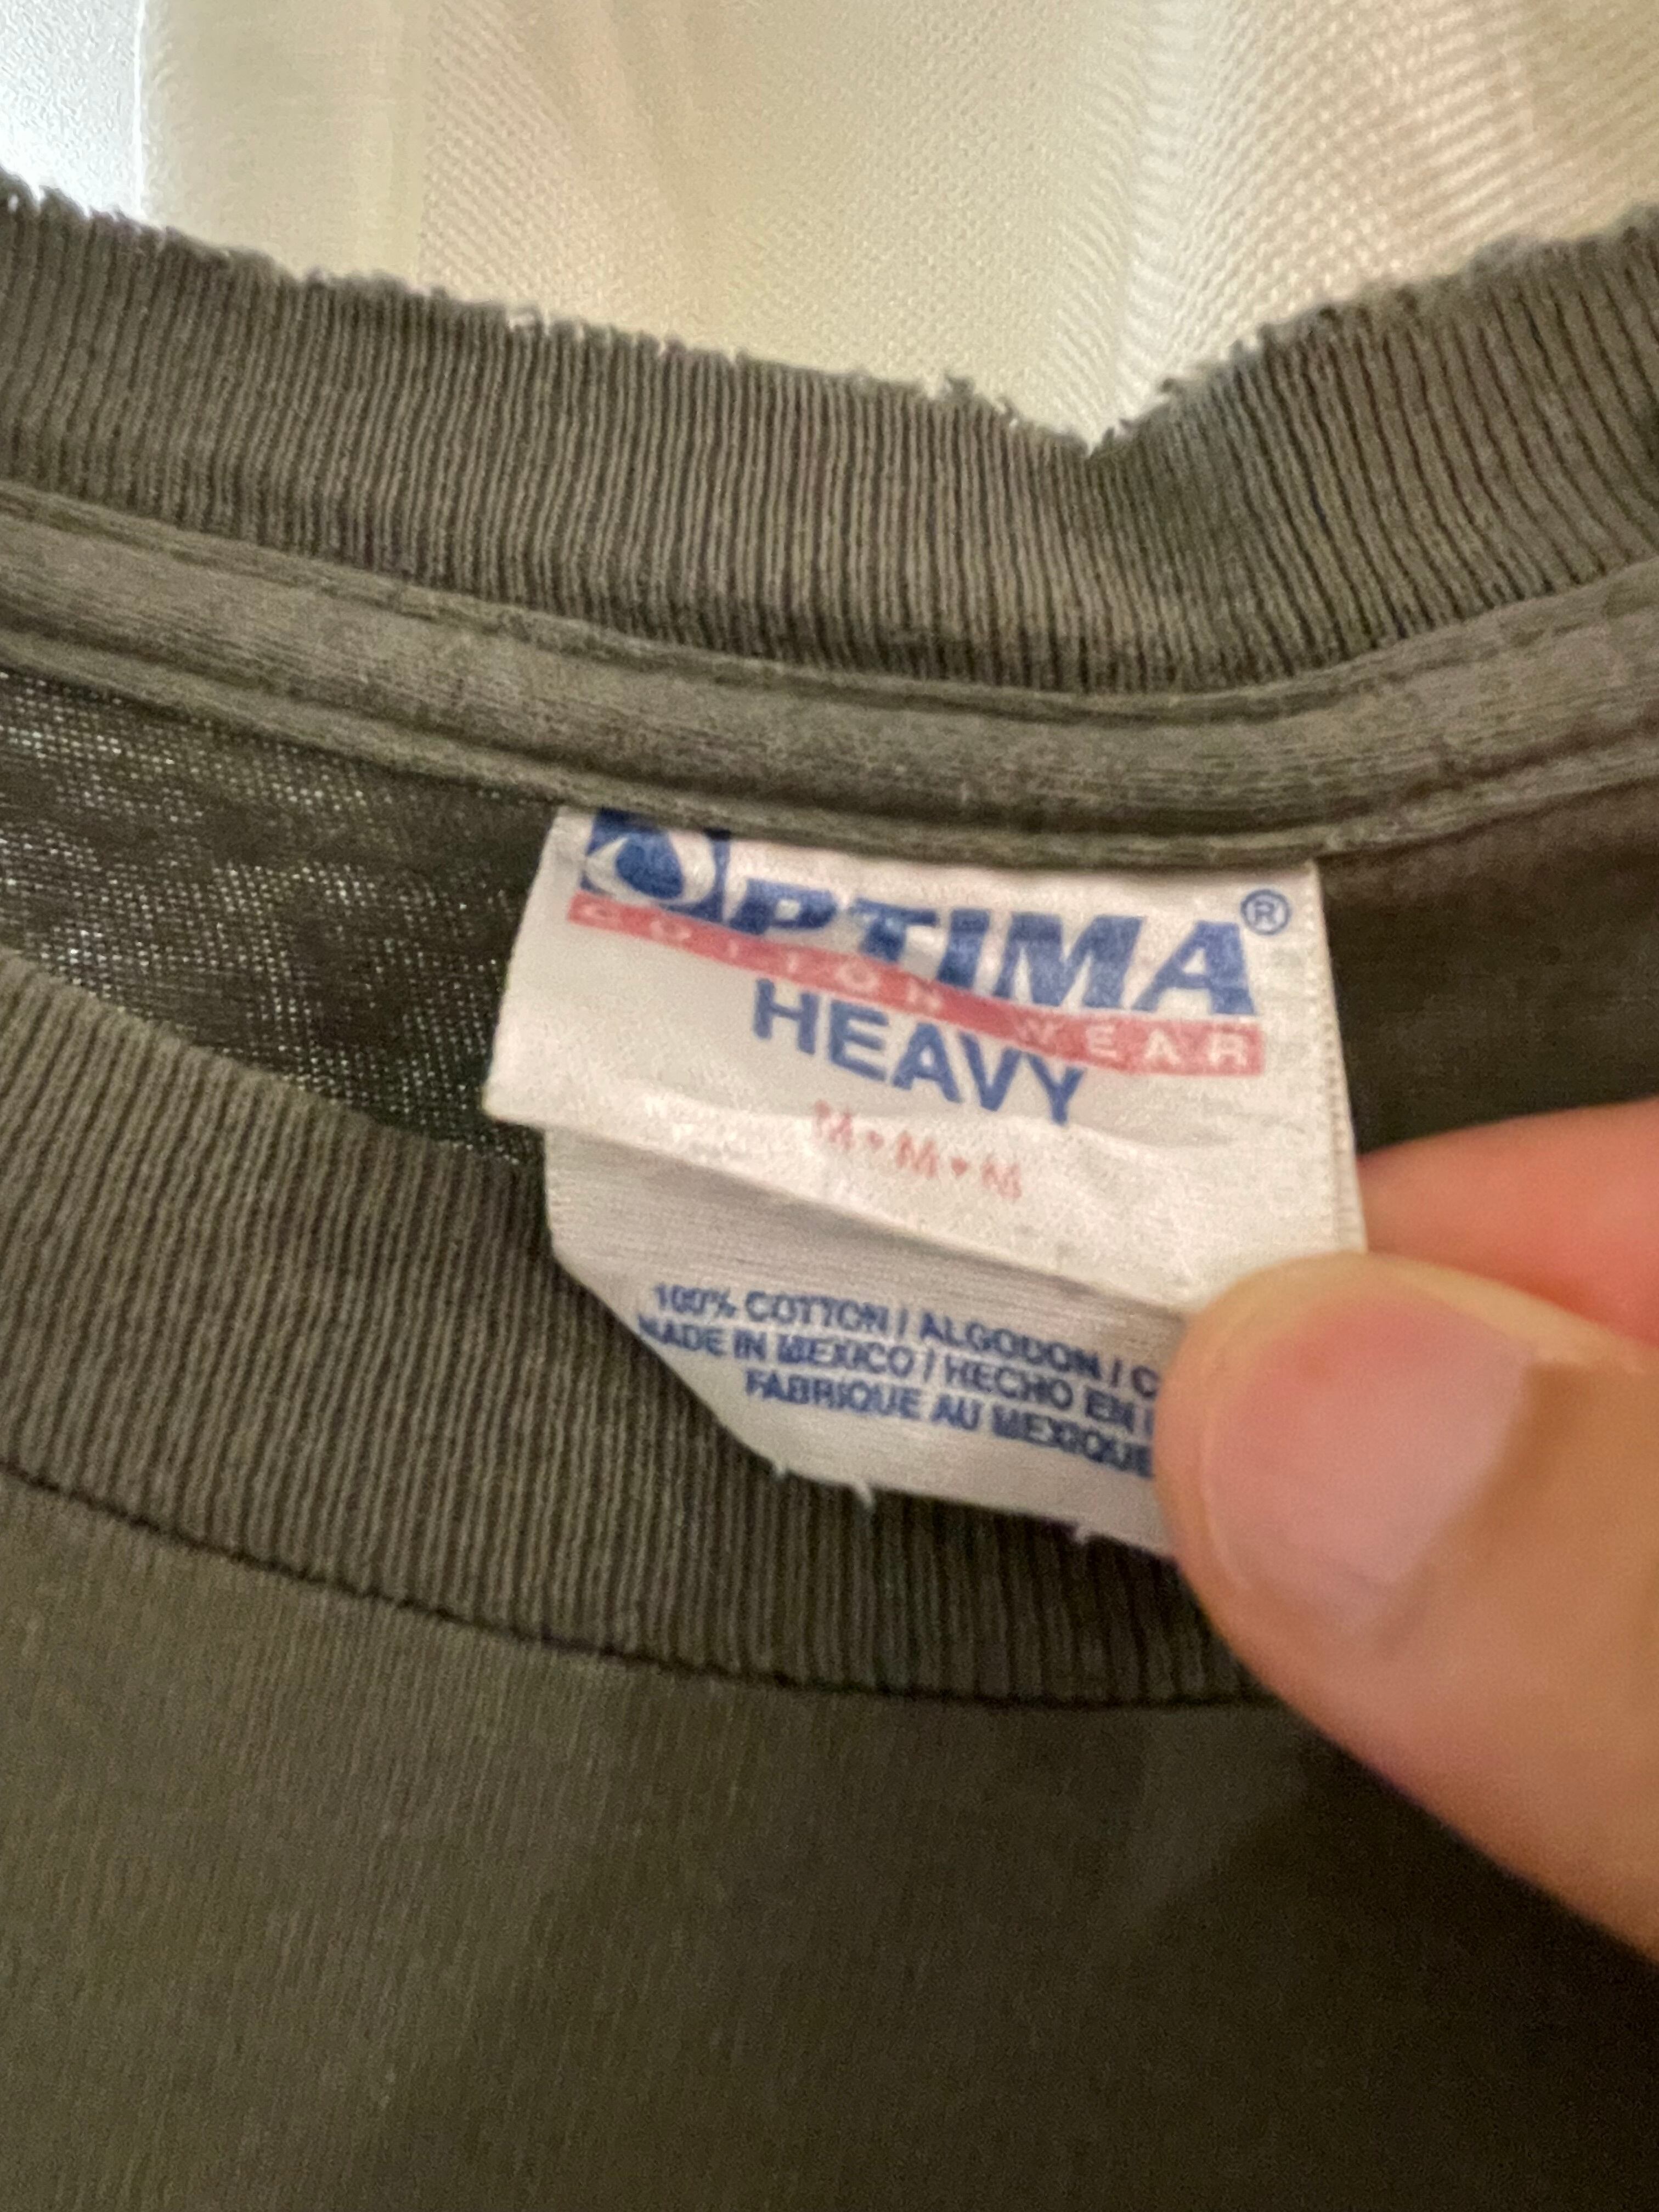 OPTIMA®
COTTON WEAR
HEAVY
M•M•M
100% COTTON / ALGODON / C
MADE IN MEXICO / HECHO EN
FABRIQUE AU MEXIQUE